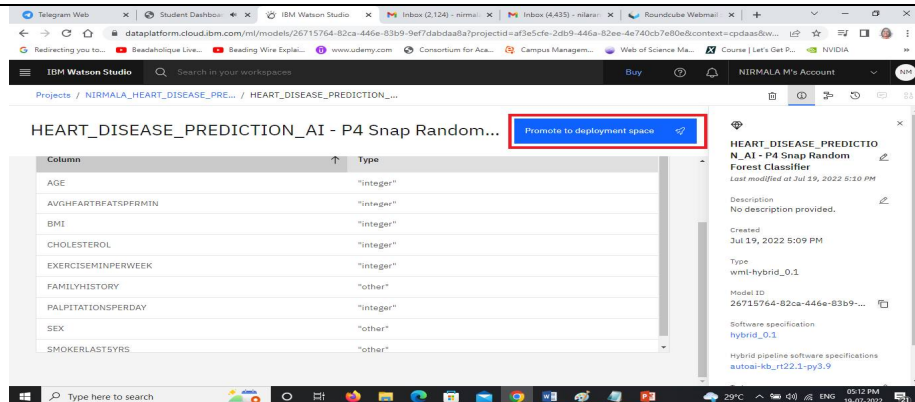 Telegram Web
Student Dashboar
IBM Watson Studio
Inbox (2,124) - nirmala
Inbox (4,435) - nilaran
Roundcube Webmail
dataplatform.cloud.ibm.com/ml/models/26715764-82ca-446e-83b9-9ef7dabdaa8a?projectid=af3e5cfe-2db9-446a-82ee-4e740cb7e80e&context=cpdaas&w...
Redirecting you to...
Beadaholique Live...
Beading Wire Explai...
www.udemy.com
Consortium for Aca...
Campus Managem...
Web of Science Ma...
Course | Let's Get P...
NVIDIA
IBM Watson Studio
Search in your workspaces
Buy
NIRMALA M's Account
NM
Projects / NIRMALA_HEART_DISEASE_PRE... / HEART_DISEASE_PREDICTION_...
HEART_DISEASE_PREDICTION_AI - P4 Snap Random...
Promote to deployment space
Column Type
AGE "integer"
AVGHEARTBEATSPERMIN "integer"
BMI "integer"
CHOLESTEROL "integer"
EXERCISEMINPERWEEK "integer"
FAMILYHISTORY "other"
PALPITATIONSPERDAY "integer"
SEX "other"
SMOKERLAST5YRS "other"
HEART_DISEASE_PREDICTIO
N_AI - P4 Snap Random
Forest Classifier
Last modified at Jul 19, 2022 5:10 PM
Description
No description provided.
Created
Jul 19, 2022 5:09 PM
Type
wml-hybrid_0.1
Model ID
26715764-82ca-446e-83b9-...
Software specification
hybrid_0.1
Hybrid pipeline software specifications
autoai-kb_rt22.1-py3.9
Type here to search
29°C
ENG
05:12 PM
19-07-2022